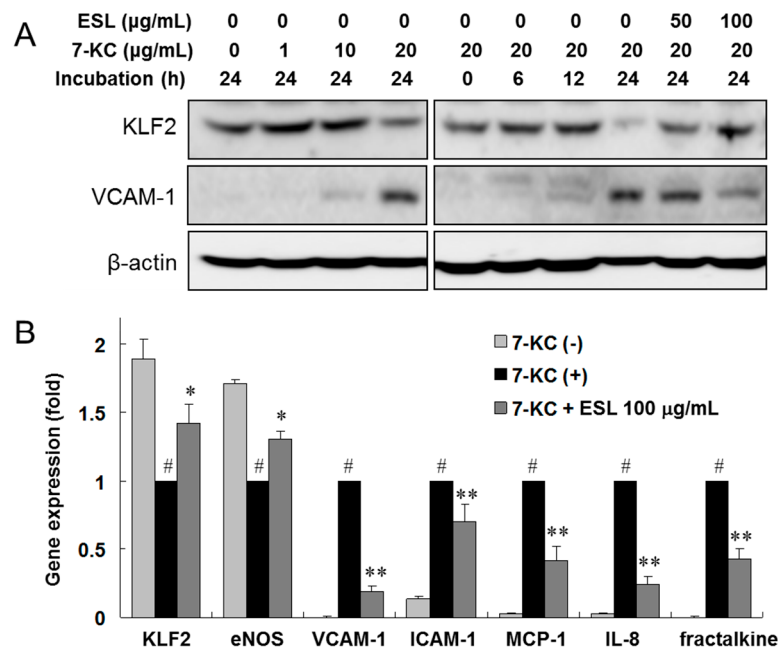 A
ESL (µg/mL) 0 0 0 0 0 0 0 0 50 100
7-KC (µg/mL) 0 1 10 20 20 20 20 20 20 20
Incubation (h) 24 24 24 24 0 6 12 24 24 24
KLF2
VCAM-1
β-actin
B
Gene expression (fold)
2
1.5
1
0.5
0
7-KC (-)
7-KC (+)
7-KC + ESL 100 µg/mL
# * # * # ** # ** # ** # ** # **
KLF2 eNOS VCAM-1 ICAM-1 MCP-1 IL-8 fractalkine